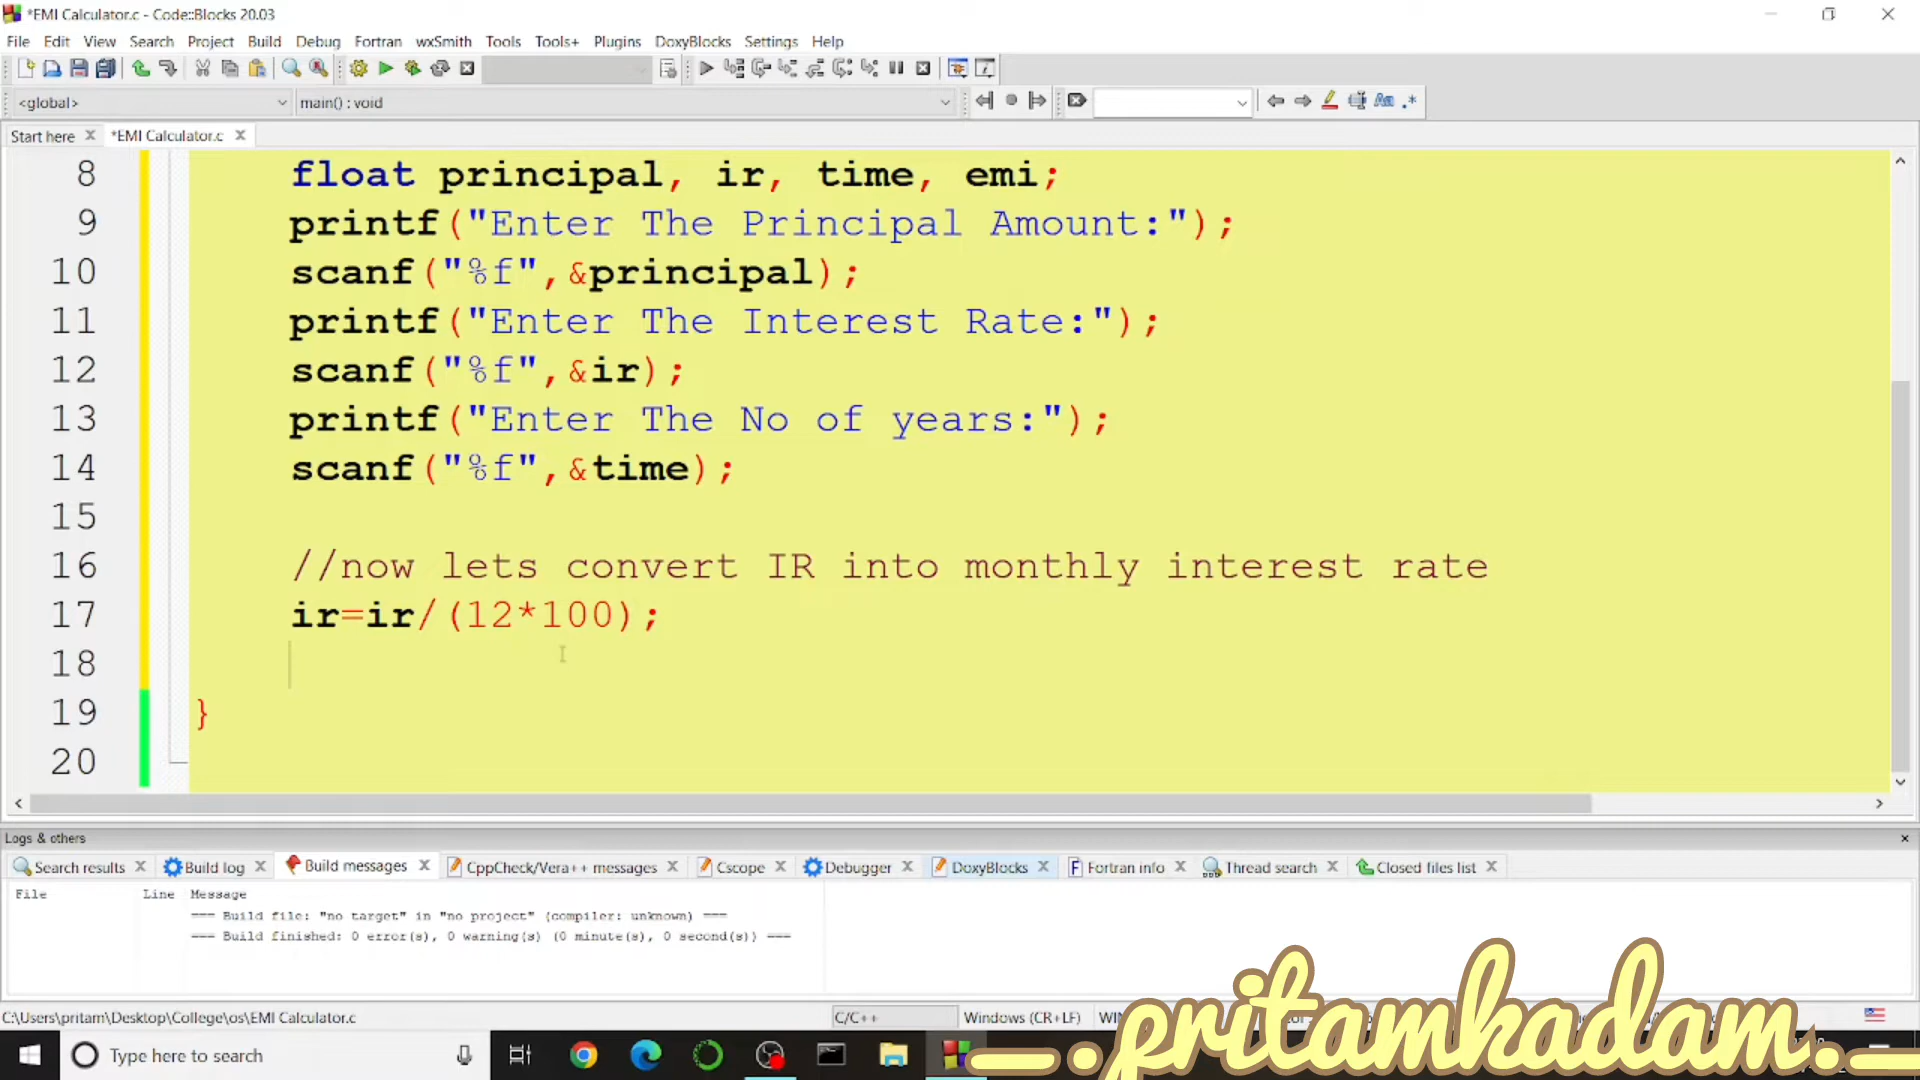 *EMI Calculator.c - Code::Blocks 20.03
File Edit View Search Project Build Debug Fortran wxSmith Tools Tools+ Plugins DoxyBlocks Settings Help
<global> main() : void
Start here *EMI Calculator.c
8 float principal, ir, time, emi;
9 printf("Enter The Principal Amount:");
10 scanf("%f",&principal);
11 printf("Enter The Interest Rate:");
12 scanf("%f",&ir);
13 printf("Enter The No of years:");
14 scanf("%f",&time);
15
16 //now lets convert IR into monthly interest rate
17 ir=ir/(12*100);
18
19 }
20
Logs & others
Search results Build log Build messages CppCheck/Vera++ messages Cscope Debugger DoxyBlocks Fortran info Thread search Closed files list
File Line Message
=== Build file: "no target" in "no project" (compiler: unknown) ===
=== Build finished: 0 error(s), 0 warning(s) (0 minute(s), 0 second(s)) ===
C:\Users\pritam\Desktop\College\os\EMI Calculator.c C/C++ Windows (CR+LF)
Type here to search
_.pritamkadam._